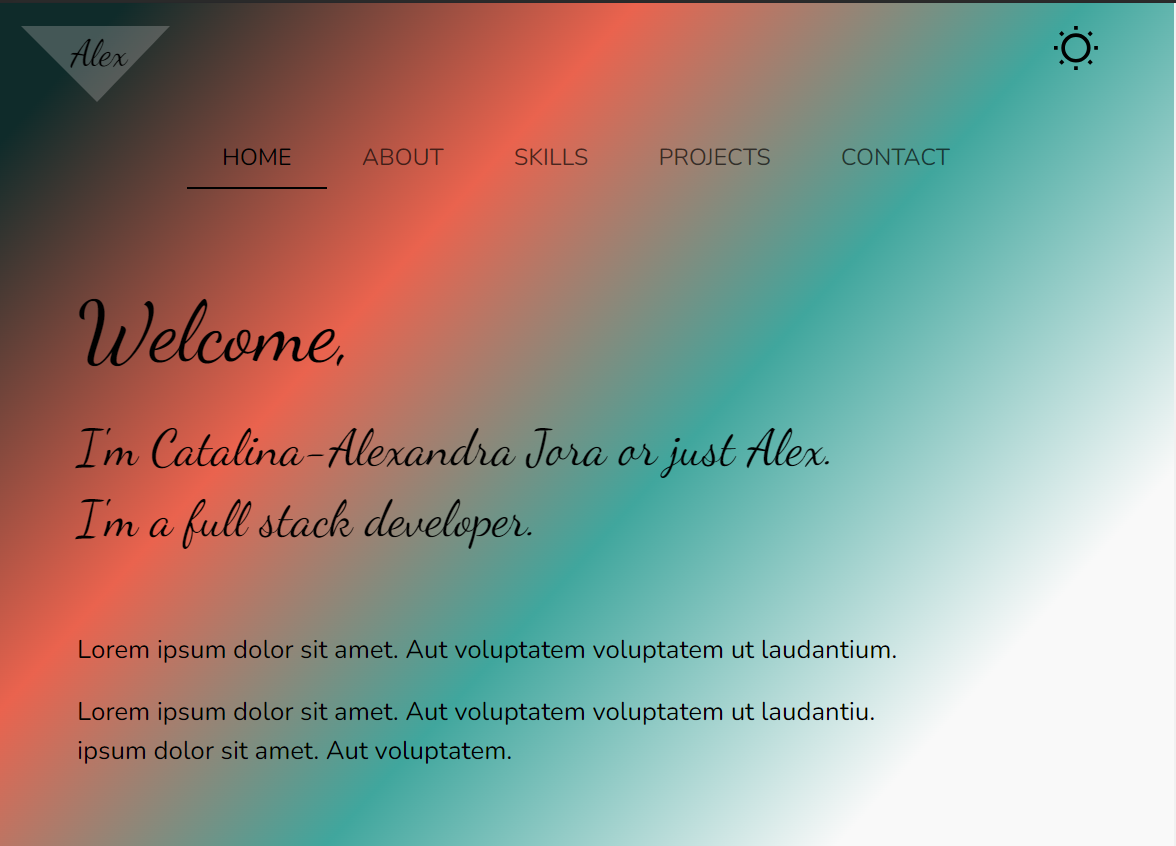 Alex
HOME ABOUT SKILLS PROJECTS CONTACT
Welcome,
I'm Catalina-Alexandra Jora or just Alex.
I'm a full stack developer.
Lorem ipsum dolor sit amet. Aut voluptatem voluptatem ut laudantium.
Lorem ipsum dolor sit amet. Aut voluptatem voluptatem ut laudantiu.
ipsum dolor sit amet. Aut voluptatem.